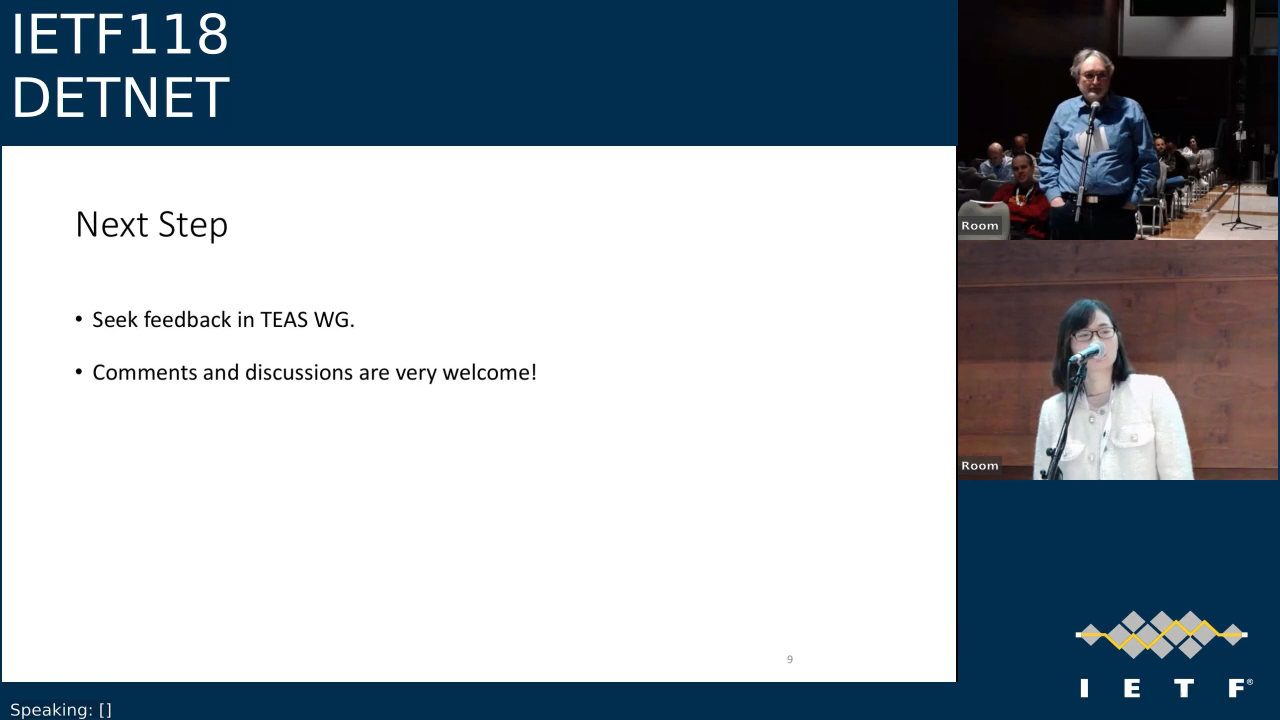 IETF118
DETNET
Next Step
• Seek feedback in TEAS WG.
• Comments and discussions are very welcome!
9
Room
Room
I E T F®
Speaking: []